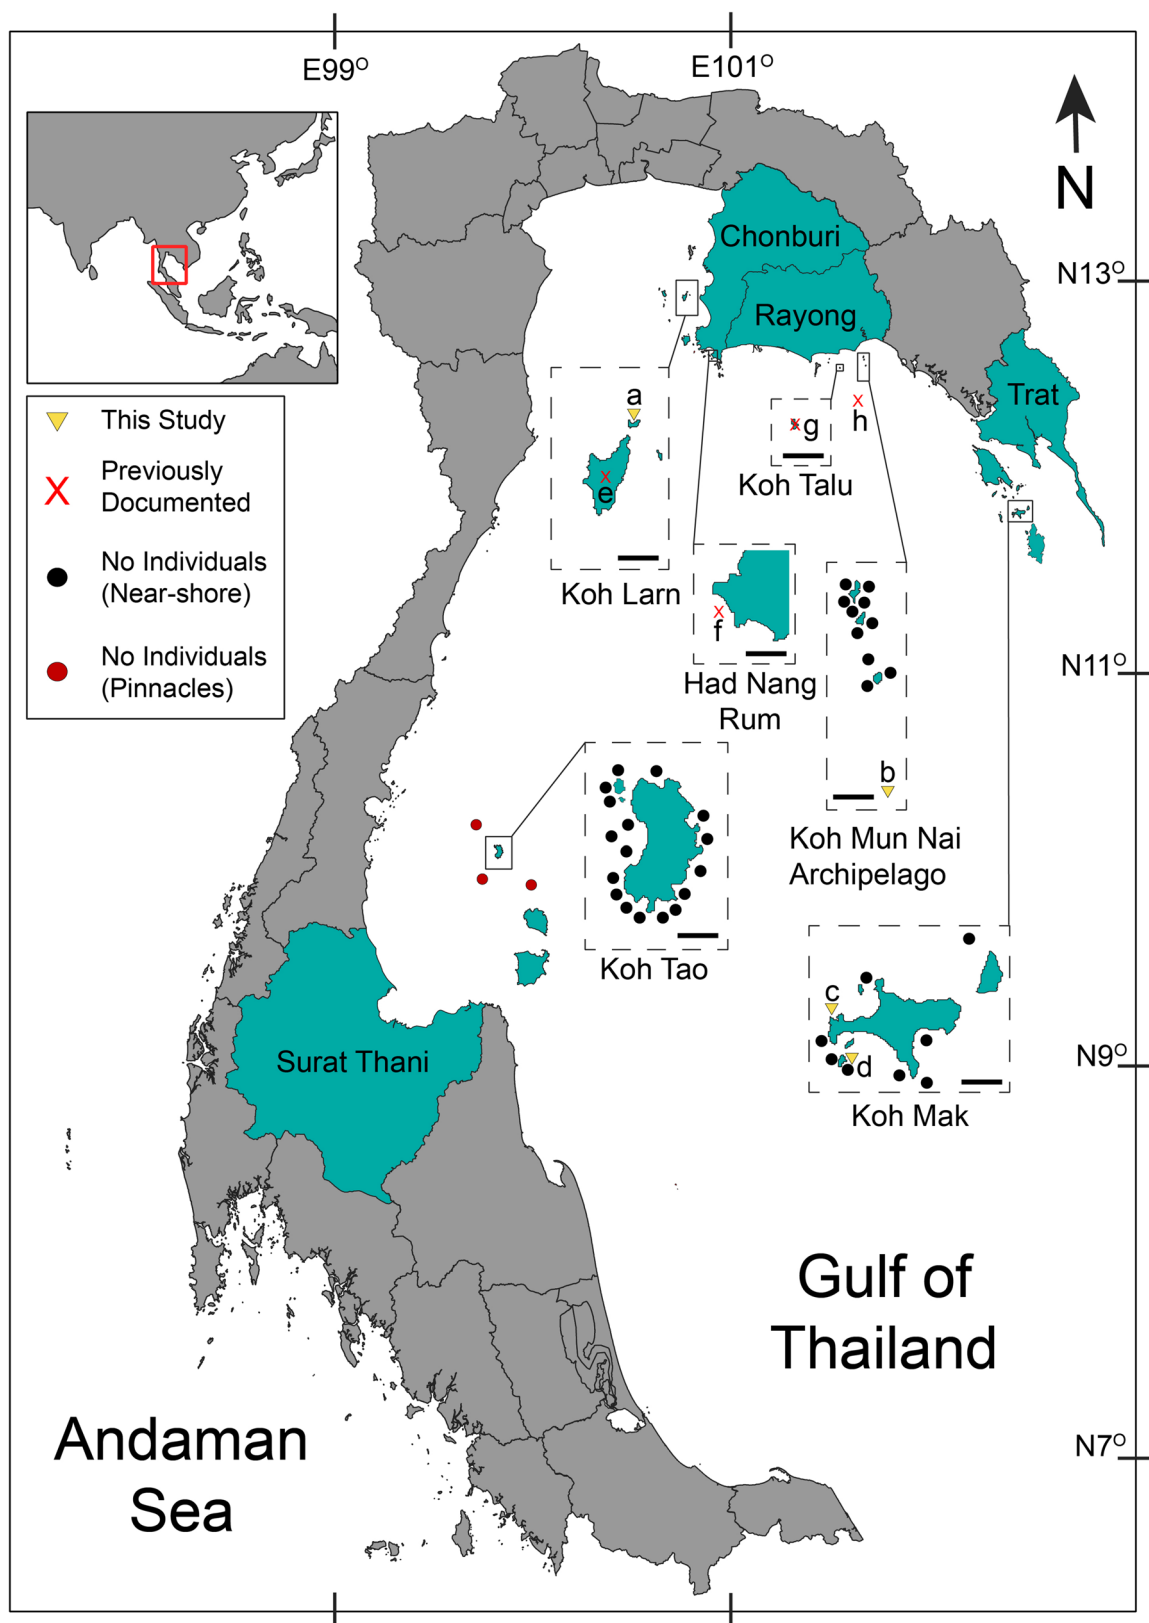 E99°
E101°
N
Chonburi
N13°
Rayong
Trat
This Study
Previously
Documented
No Individuals
(Near-shore)
No Individuals
(Pinnacles)
a
e
Koh Larn
g
h
Koh Talu
f
Had Nang
Rum
N11°
b
Koh Mun Nai
Archipelago
Koh Tao
c
d
Koh Mak
N9°
Surat Thani
Gulf of
Thailand
Andaman
Sea
N7°